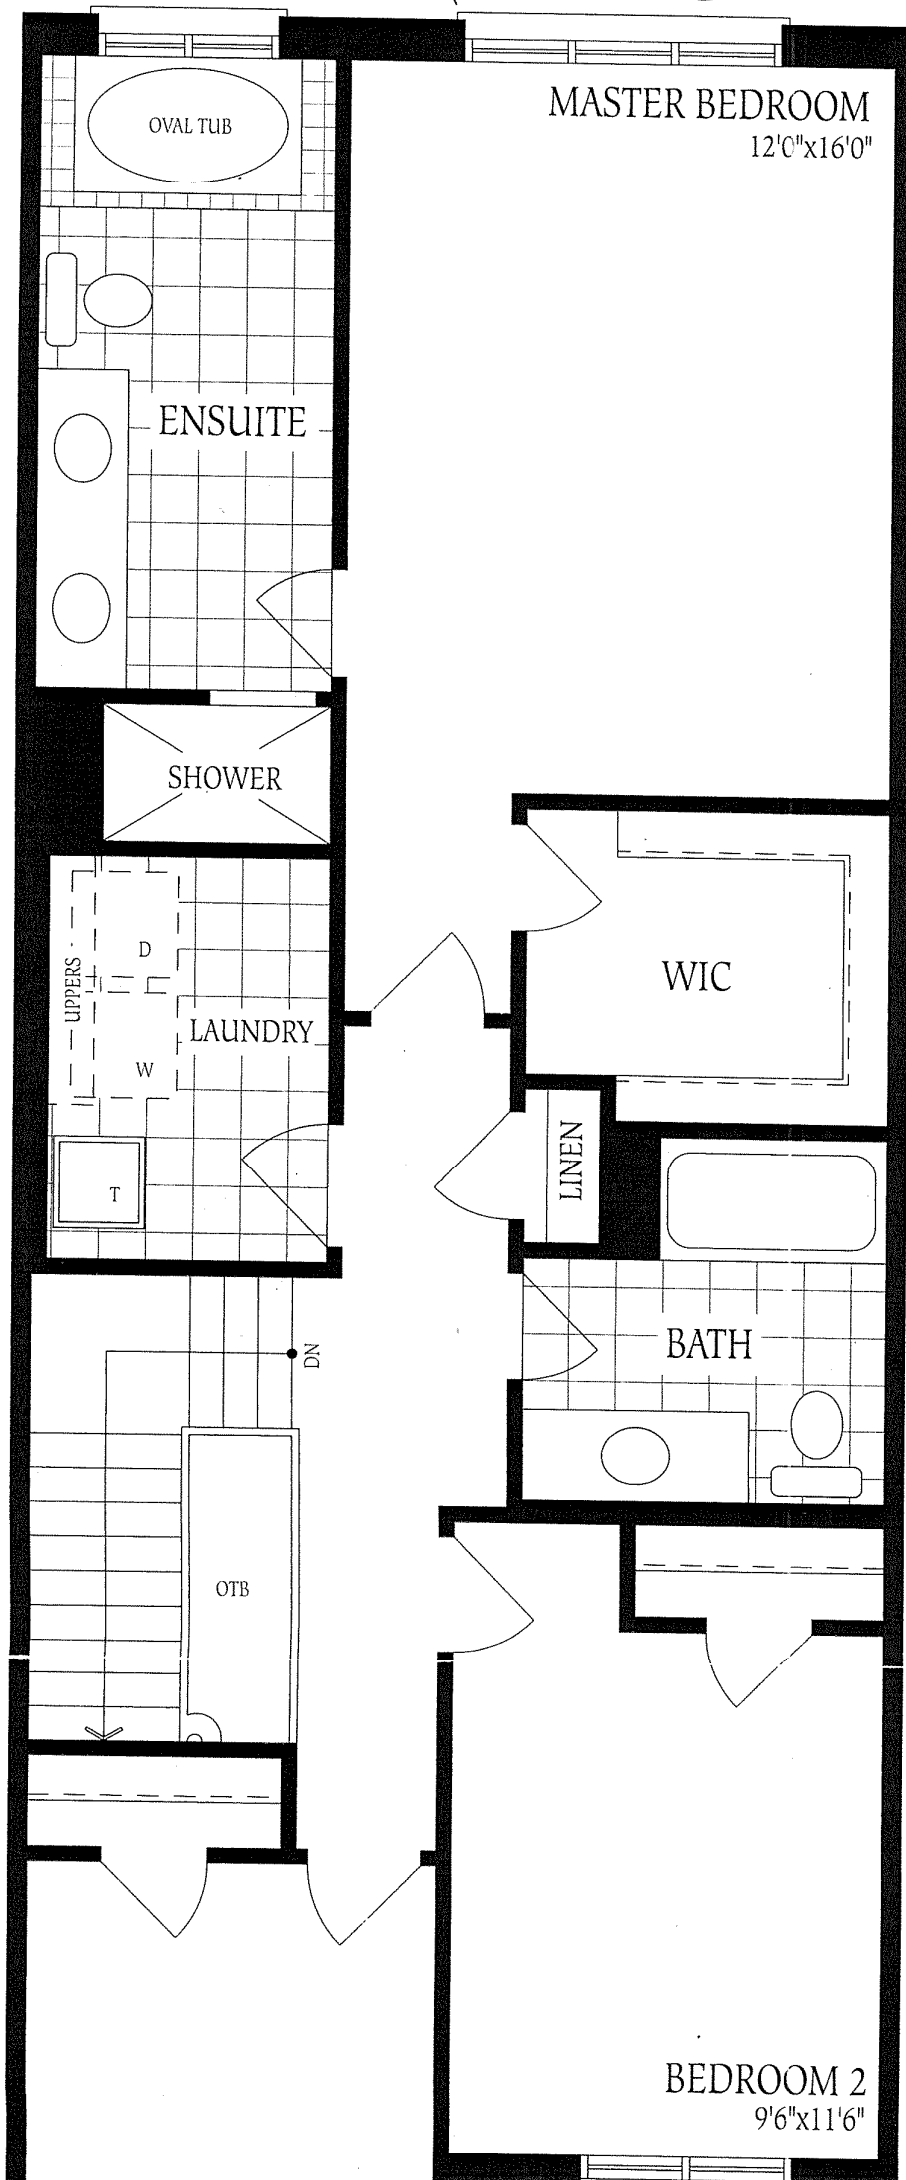 OVAL TUB
MASTER BEDROOM
12'0"x16'0"
ENSUITE
SHOWER
D
UPPERS
WIC
LAUNDRY
W
LINEN
T
BATH
DN
OTB
BEDROOM 2
9'6"x11'6"